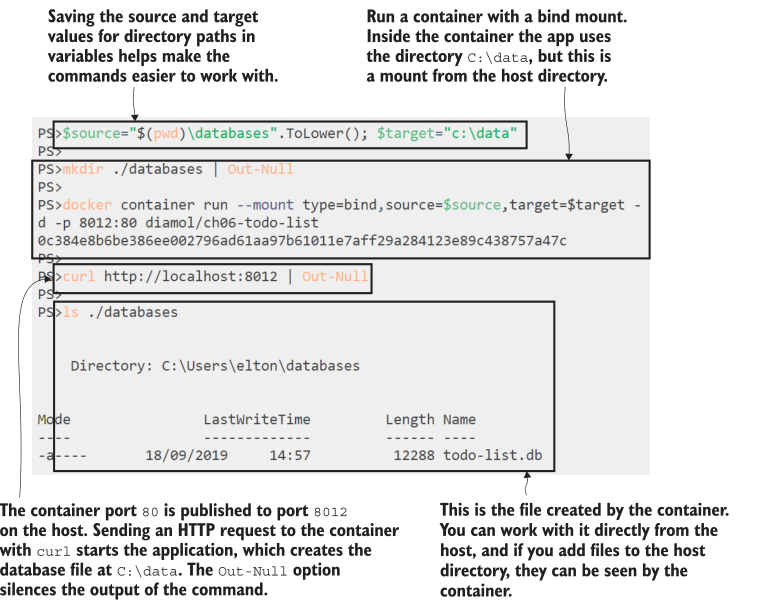 Saving the source and target
values for directory paths in
variables helps make the
commands easier to work with.
Run a container with a bind mount.
Inside the container the app uses
the directory C:\data, but this is
a mount from the host directory.
PS>$source="$(pwd)\databases".ToLower(); $target="c:\data"
PS>
PS>mkdir ./databases | Out-Null
PS>
PS>docker container run --mount type=bind,source=$source,target=$target -
d -p 8012:80 diamol/ch06-todo-list
0c384e8b6be386ee002796ad61aa97b61011e7aff29a284123e89c438757a47c
PS>
PS>curl http://localhost:8012 | Out-Null
PS>
PS>ls ./databases
Directory: C:\Users\elton\databases
Mode LastWriteTime Length Name
---- ------------- ------ ----
-a---- 18/09/2019 14:57 12288 todo-list.db
The container port 80 is published to port 8012
on the host. Sending an HTTP request to the container
with curl starts the application, which creates the
database file at C:\data. The Out-Null option
silences the output of the command.
This is the file created by the container.
You can work with it directly from the
host, and if you add files to the host
directory, they can be seen by the
container.